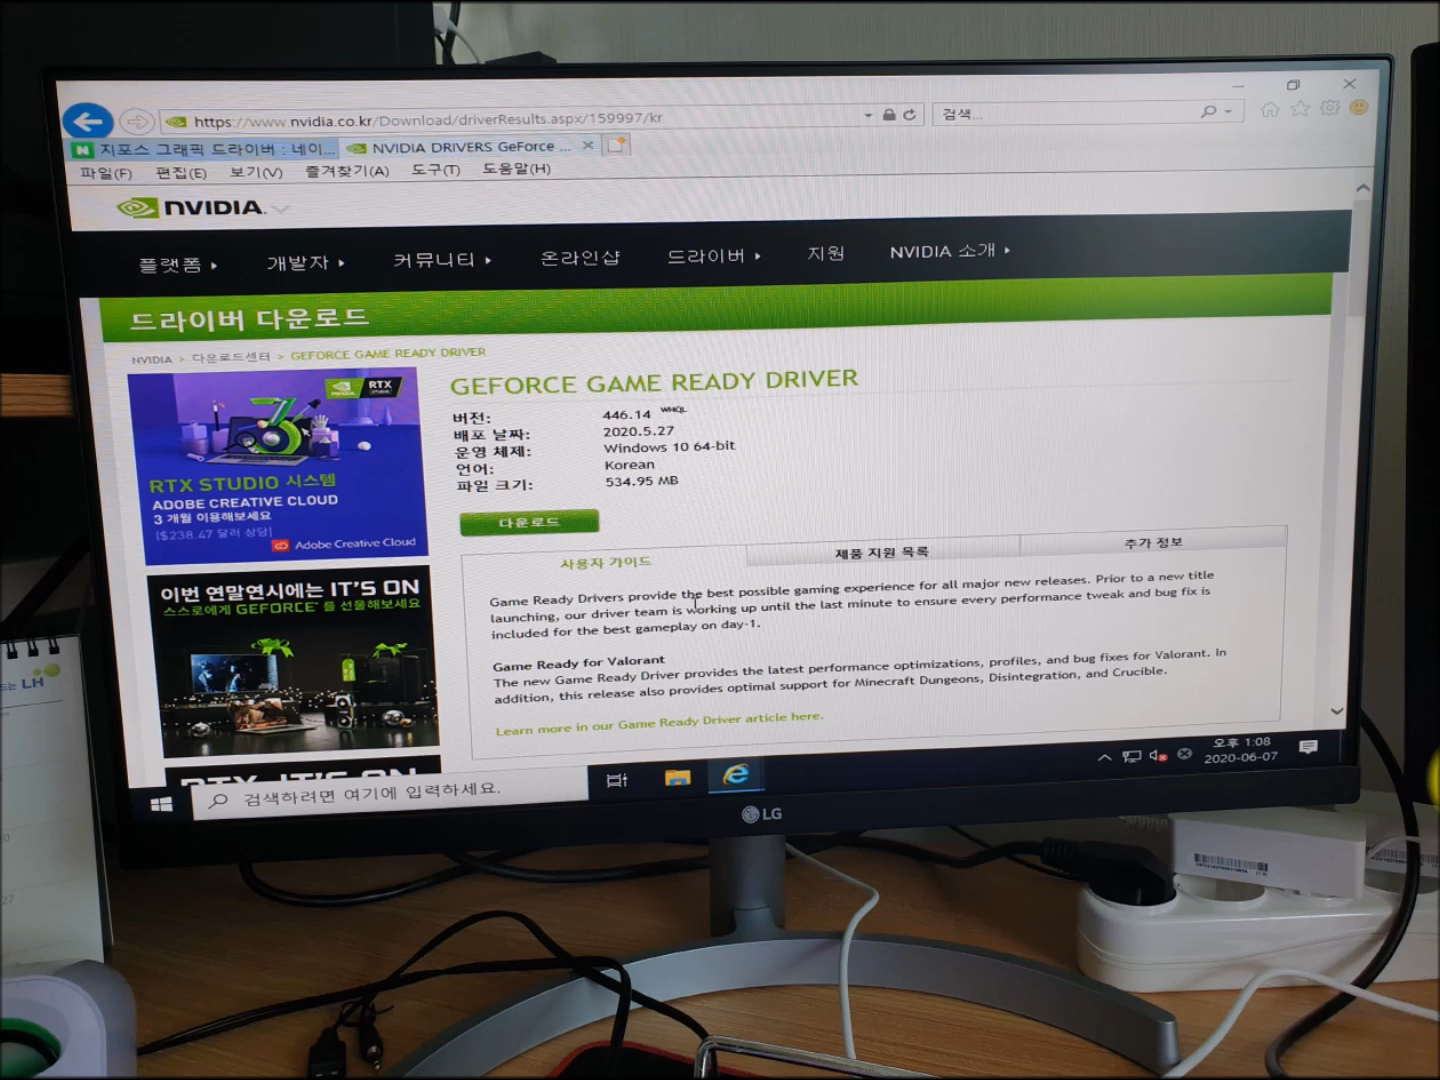 https://www.nvidia.co.kr/Download/driverResults.aspx/159997/kr
검색...
지포스 그래픽 드라이버 : 네이...
NVIDIA DRIVERS GeForce ...
파일(F) 편집(E) 보기(V) 즐겨찾기(A) 도구(T) 도움말(H)
NVIDIA.
플랫폼 개발자 커뮤니티 온라인샵 드라이버 지원 NVIDIA 소개
드라이버 다운로드
NVIDIA > 다운로드센터 > GEFORCE GAME READY DRIVER
RTX
STUDIO
RTX STUDIO 시스템
ADOBE CREATIVE CLOUD
3 개월 이용해보세요
($238.47 달러 상당)
Adobe Creative Cloud
이번 연말연시에는 IT'S ON
스스로에게 GEFORCE® 를 선물해보세요
RTX. IT'S ON
GEFORCE GAME READY DRIVER
버전: 446.14 WHQL
배포 날짜: 2020.5.27
운영 체제: Windows 10 64-bit
언어: Korean
파일 크기: 534.95 MB
다운로드
사용자 가이드 제품 지원 목록 추가 정보
Game Ready Drivers provide the best possible gaming experience for all major new releases. Prior to a new title
launching, our driver team is working up until the last minute to ensure every performance tweak and bug fix is
included for the best gameplay on day-1.
Game Ready for Valorant
The new Game Ready Driver provides the latest performance optimizations, profiles, and bug fixes for Valorant. In
addition, this release also provides optimal support for Minecraft Dungeons, Disintegration, and Crucible.
Learn more in our Game Ready Driver article here.
검색하려면 여기에 입력하세요.
오후 1:08
2020-06-07
LG
LH
27